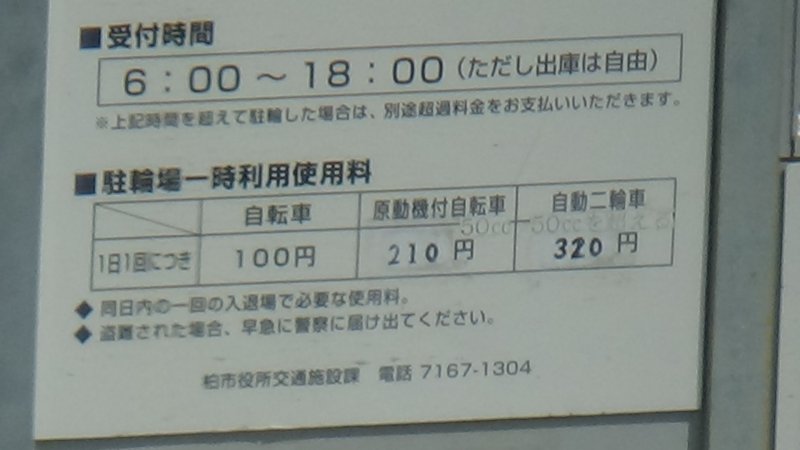 ■受付時間
6:00～18:00（ただし出庫は自由）
※上記時間を超えて駐輪した場合は、別途超過料金をお支払いいただきます。
■駐輪場一時利用使用料
自転車 原動機付自転車 自動二輪車
50cc 50ccを超える
1日1回につき 100円 210円 320円
◆同日内の一回の入退場で必要な使用料。
◆盗難された場合、早急に警察に届け出てください。
柏市役所交通施設課 電話 7167-1304